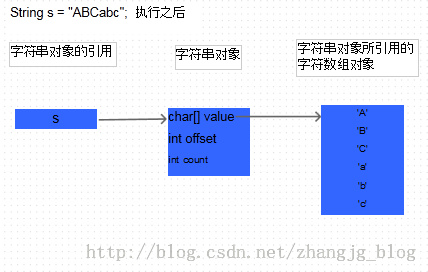 String s = "ABCabc"; 执行之后
字符串对象的引用
字符串对象
字符串对象所引用的
字符数组对象
s
char[] value
int offset
int count
'A'
'B'
'C'
'a'
'b'
'c'
http://blog.csdn.net/zhangjg_blog